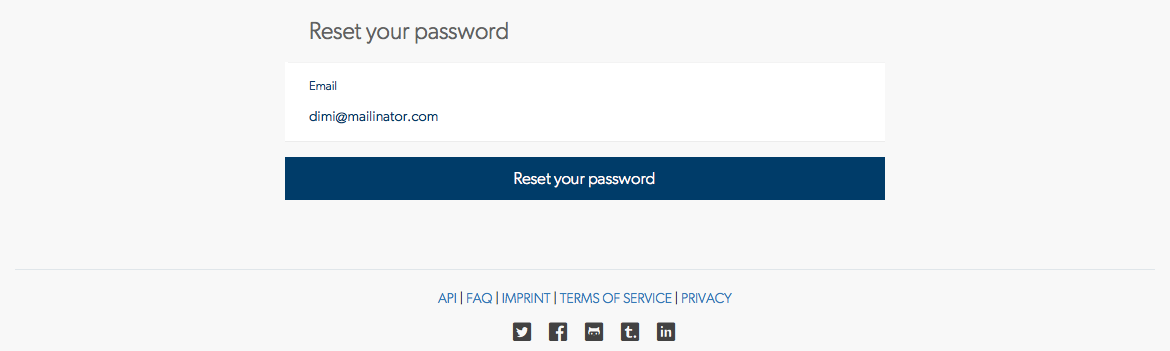 Reset your password
Email
dimi@mailinator.com
Reset your password
API | FAQ | IMPRINT | TERMS OF SERVICE | PRIVACY